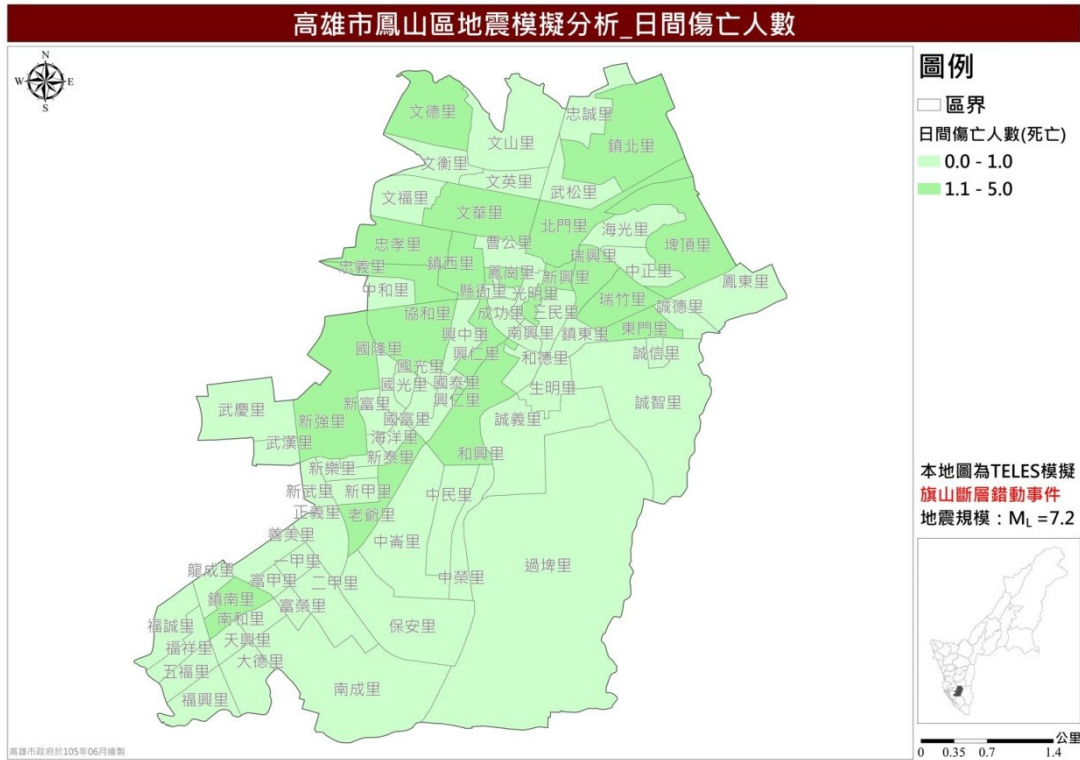 高雄市鳳山區地震模擬分析_日間傷亡人數
N
W
E
S
圖例
區界
日間傷亡人數(死亡)
0.0 - 1.0
1.1 - 5.0
文德里
忠誠里
文山里
鎮北里
文衡里
文英里
武松里
文福里
文華里
北門里
海光里
忠孝里
曹公里
埤頂里
忠義里
鎮西里
瑞興里
鳳崗里
新興里
中正里
鳳東里
中和里
縣衙里
光明里
瑞竹里
誠德里
協和里
成功里
三民里
東門里
興中里
南興里
鎮東里
國隆里
興仁里
和德里
誠信里
國光里
國光里
國泰里
生明里
新富里
興仁里
誠智里
武慶里
新強里
國富里
誠義里
武漢里
海洋里
新泰里
和興里
新樂里
新武里
新甲里
中民里
正義里
老爺里
善美里
中崙里
一甲里
過埤里
龍成里
富甲里
二甲里
中榮里
鎮南里
富榮里
南和里
福誠里
保安里
天興里
福祥里
大德里
五福里
南成里
福興里
本地圖為TELES模擬
旗山斷層錯動事件
地震規模：ML =7.2
公里
0 0.35 0.7 1.4
高雄市政府於105年06月繪製